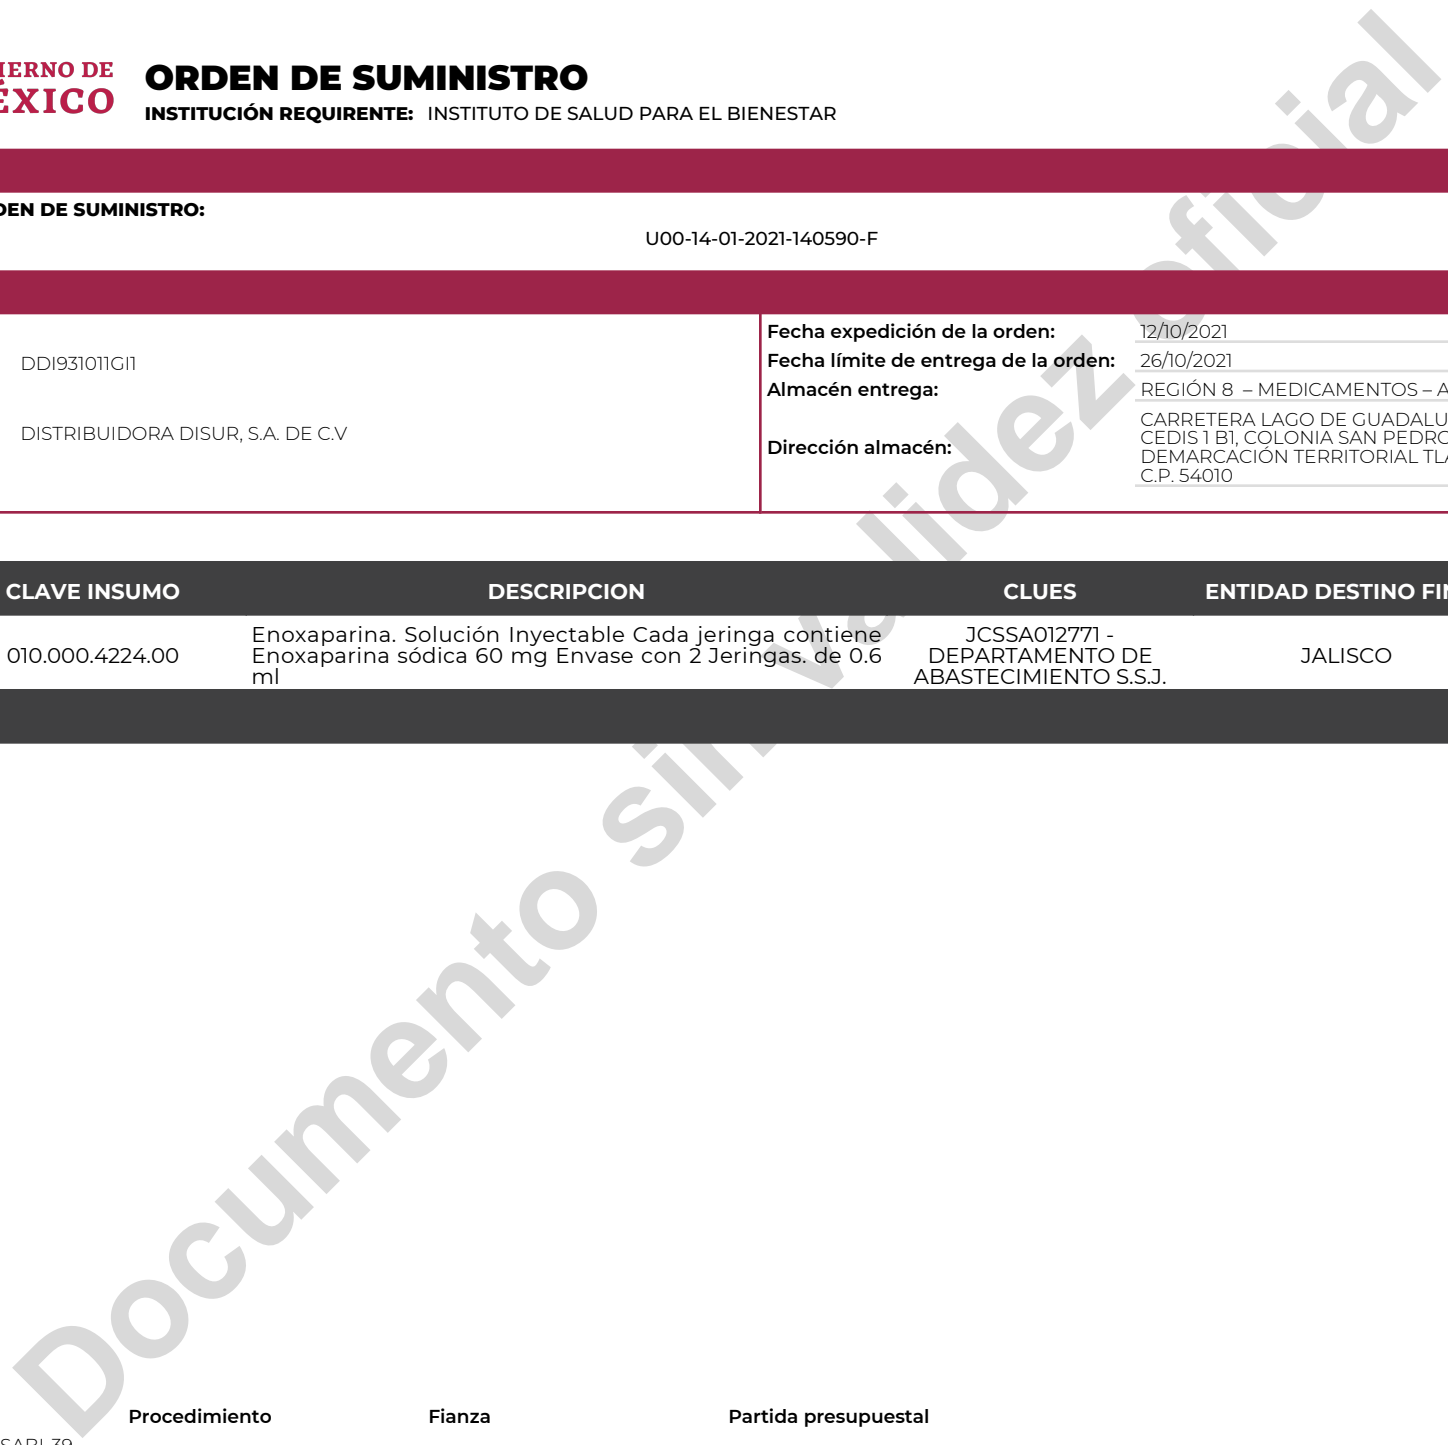 IERNO DE
ÉXICO
ORDEN DE SUMINISTRO
INSTITUCIÓN REQUIRENTE: INSTITUTO DE SALUD PARA EL BIENESTAR
DEN DE SUMINISTRO:
U00-14-01-2021-140590-F
DDI931011GI1
DISTRIBUIDORA DISUR, S.A. DE C.V
Fecha expedición de la orden: 12/10/2021
Fecha límite de entrega de la orden: 26/10/2021
Almacén entrega: REGIÓN 8 – MEDICAMENTOS – A
Dirección almacén:
CARRETERA LAGO DE GUADALU
CEDIS 1 B1, COLONIA SAN PEDRO
DEMARCACIÓN TERRITORIAL TLA
C.P. 54010
CLAVE INSUMO DESCRIPCION CLUES ENTIDAD DESTINO FIN
010.000.4224.00
Enoxaparina. Solución Inyectable Cada jeringa contiene
Enoxaparina sódica 60 mg Envase con 2 Jeringas. de 0.6
ml
JCSSA012771 -
DEPARTAMENTO DE
ABASTECIMIENTO S.S.J.
JALISCO
Documento sin validez oficial
Procedimiento Fianza Partida presupuestal
SABI-39